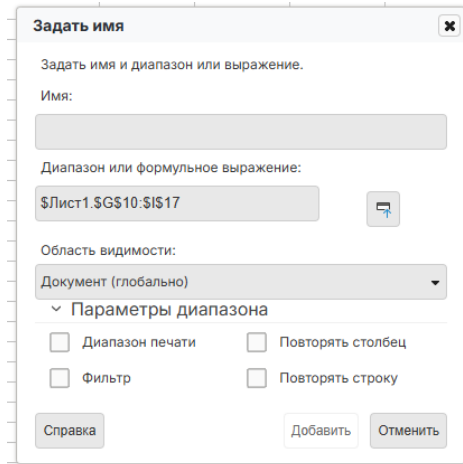 Задать имя
Задать имя и диапазон или выражение.
Имя:
Диапазон или формульное выражение:
$Лист1.$G$10:$I$17
Область видимости:
Документ (глобально)
Параметры диапазона
Диапазон печати Повторять столбец
Фильтр Повторять строку
Справка Добавить Отменить